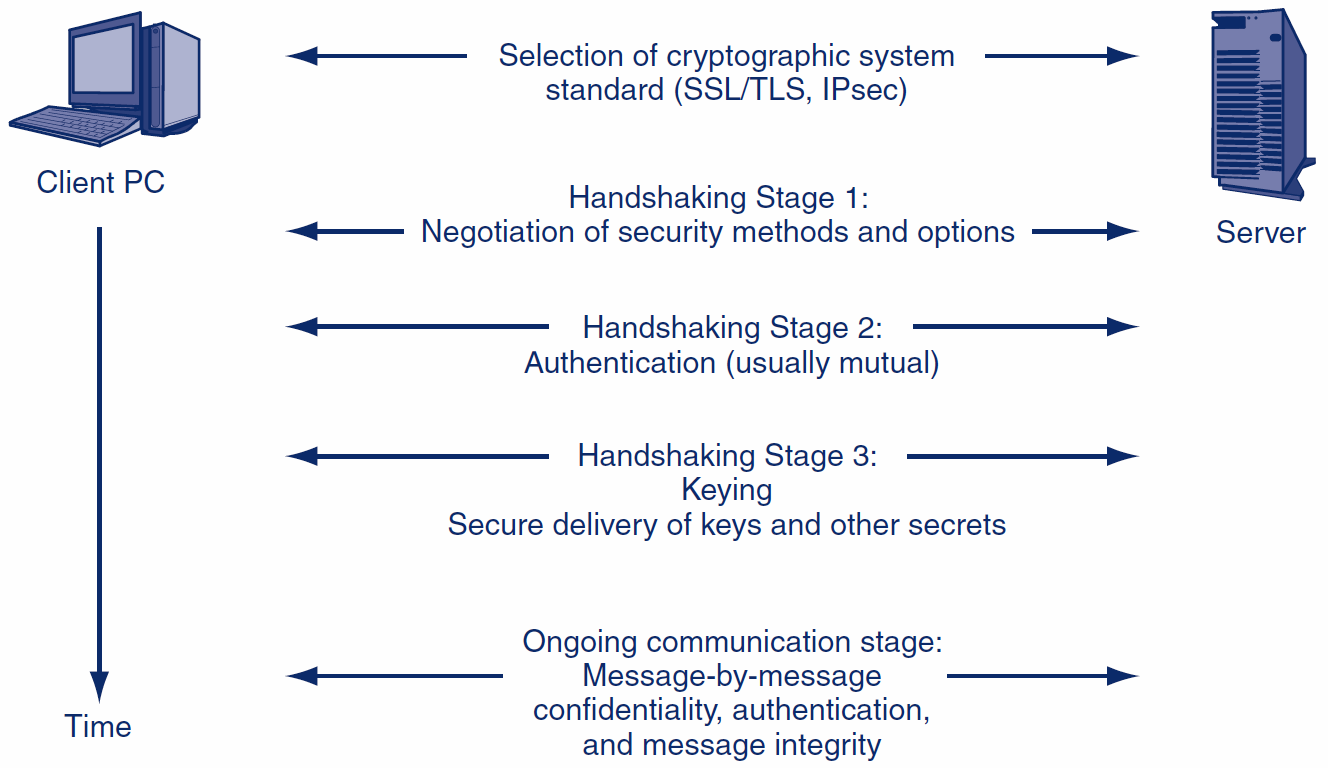 Selection of cryptographic system
standard (SSL/TLS, IPsec)
Client PC
Handshaking Stage 1:
Negotiation of security methods and options
Server
Handshaking Stage 2:
Authentication (usually mutual)
Handshaking Stage 3:
Keying
Secure delivery of keys and other secrets
Ongoing communication stage:
Message-by-message
confidentiality, authentication,
and message integrity
Time